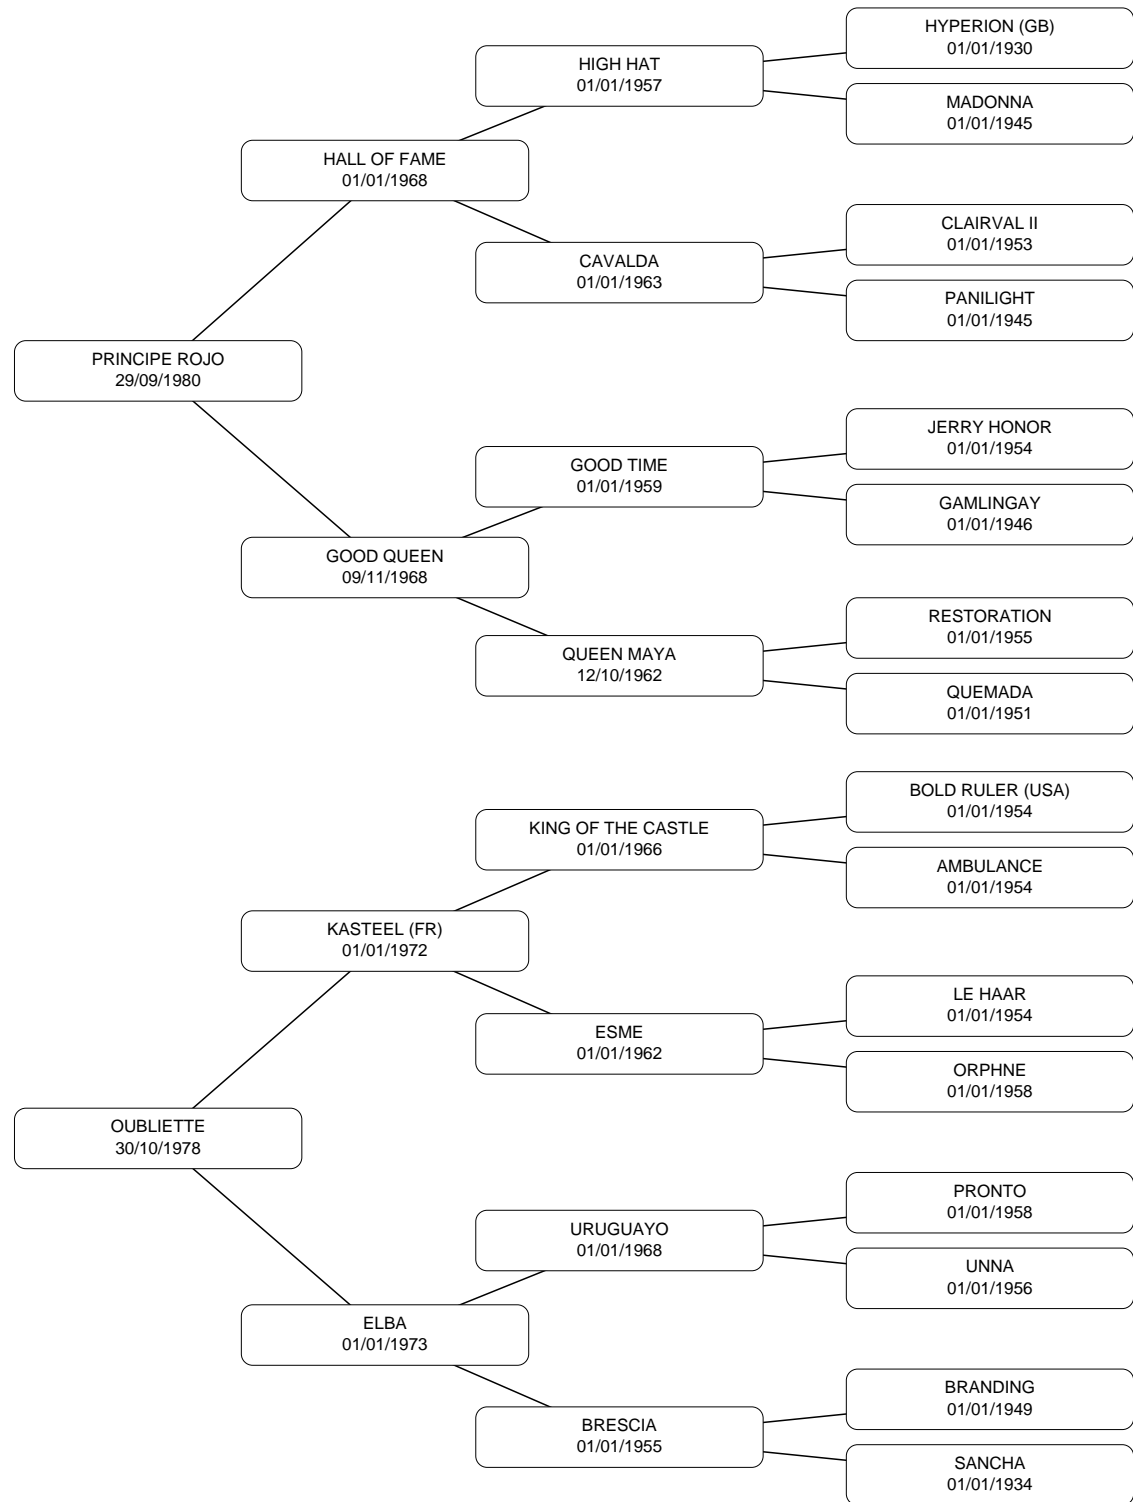 HYPERION (GB)
01/01/1930
HIGH HAT
01/01/1957
MADONNA
01/01/1945
HALL OF FAME
01/01/1968
CLAIRVAL II
01/01/1953
CAVALDA
01/01/1963
PANILIGHT
01/01/1945
PRINCIPE ROJO
29/09/1980
JERRY HONOR
01/01/1954
GOOD TIME
01/01/1959
GAMLINGAY
01/01/1946
GOOD QUEEN
09/11/1968
RESTORATION
01/01/1955
QUEEN MAYA
12/10/1962
QUEMADA
01/01/1951
BOLD RULER (USA)
01/01/1954
KING OF THE CASTLE
01/01/1966
AMBULANCE
01/01/1954
KASTEEL (FR)
01/01/1972
LE HAAR
01/01/1954
ESME
01/01/1962
ORPHNE
01/01/1958
OUBLIETTE
30/10/1978
PRONTO
01/01/1958
URUGUAYO
01/01/1968
UNNA
01/01/1956
ELBA
01/01/1973
BRANDING
01/01/1949
BRESCIA
01/01/1955
SANCHA
01/01/1934